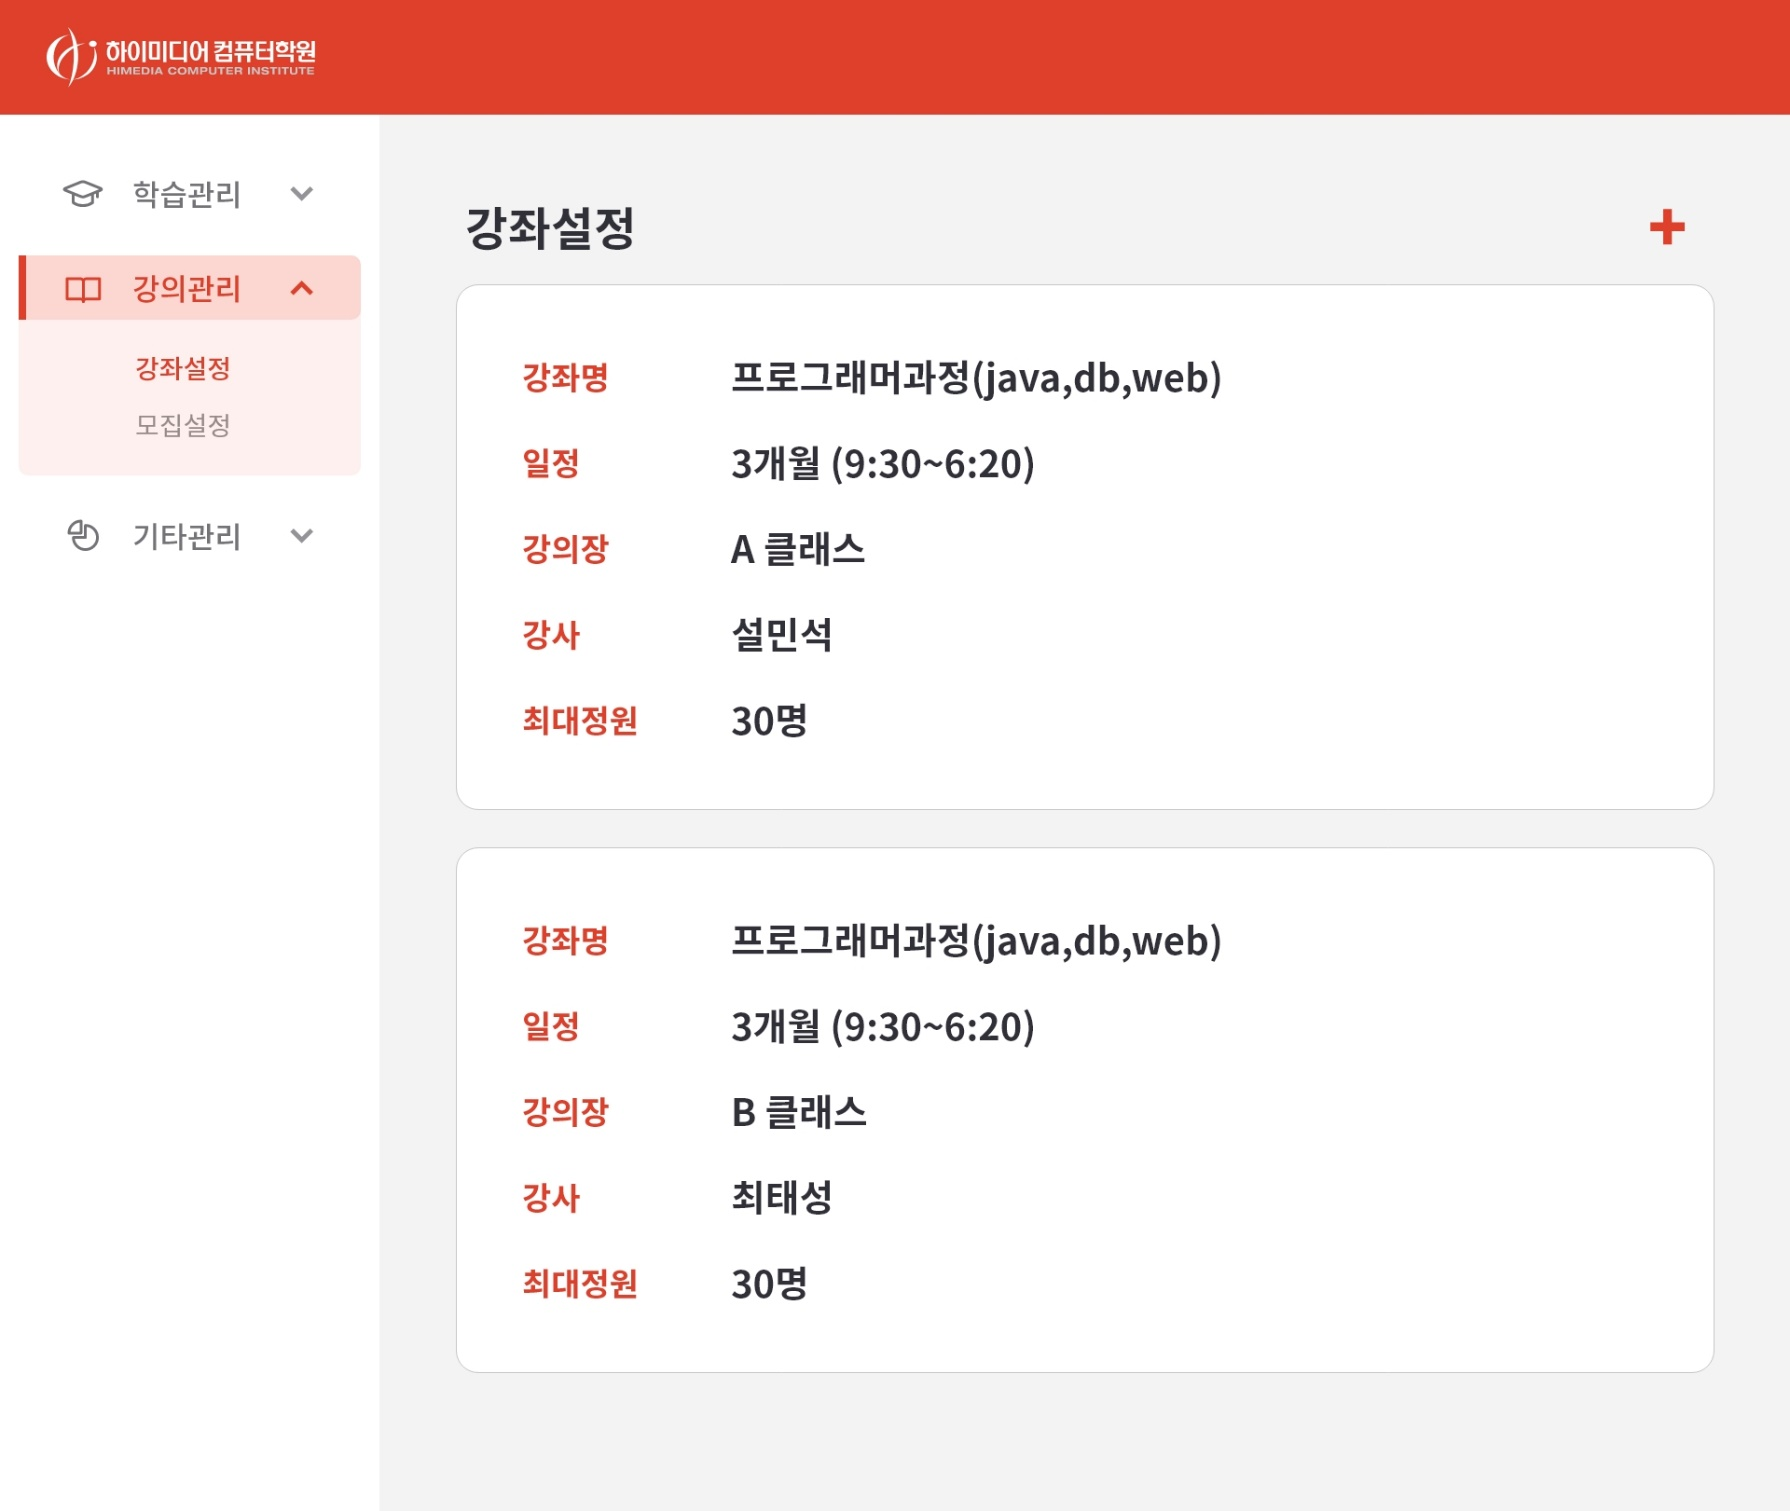 하이미디어 컴퓨터학원
HIMEDIA COMPUTER INSTITUTE
학습관리
강의관리
강좌설정
모집설정
기타관리
강좌설정
강좌명 프로그래머과정(java,db,web)
일정 3개월 (9:30~6:20)
강의장 A 클래스
강사 설민석
최대정원 30명
강좌명 프로그래머과정(java,db,web)
일정 3개월 (9:30~6:20)
강의장 B 클래스
강사 최태성
최대정원 30명